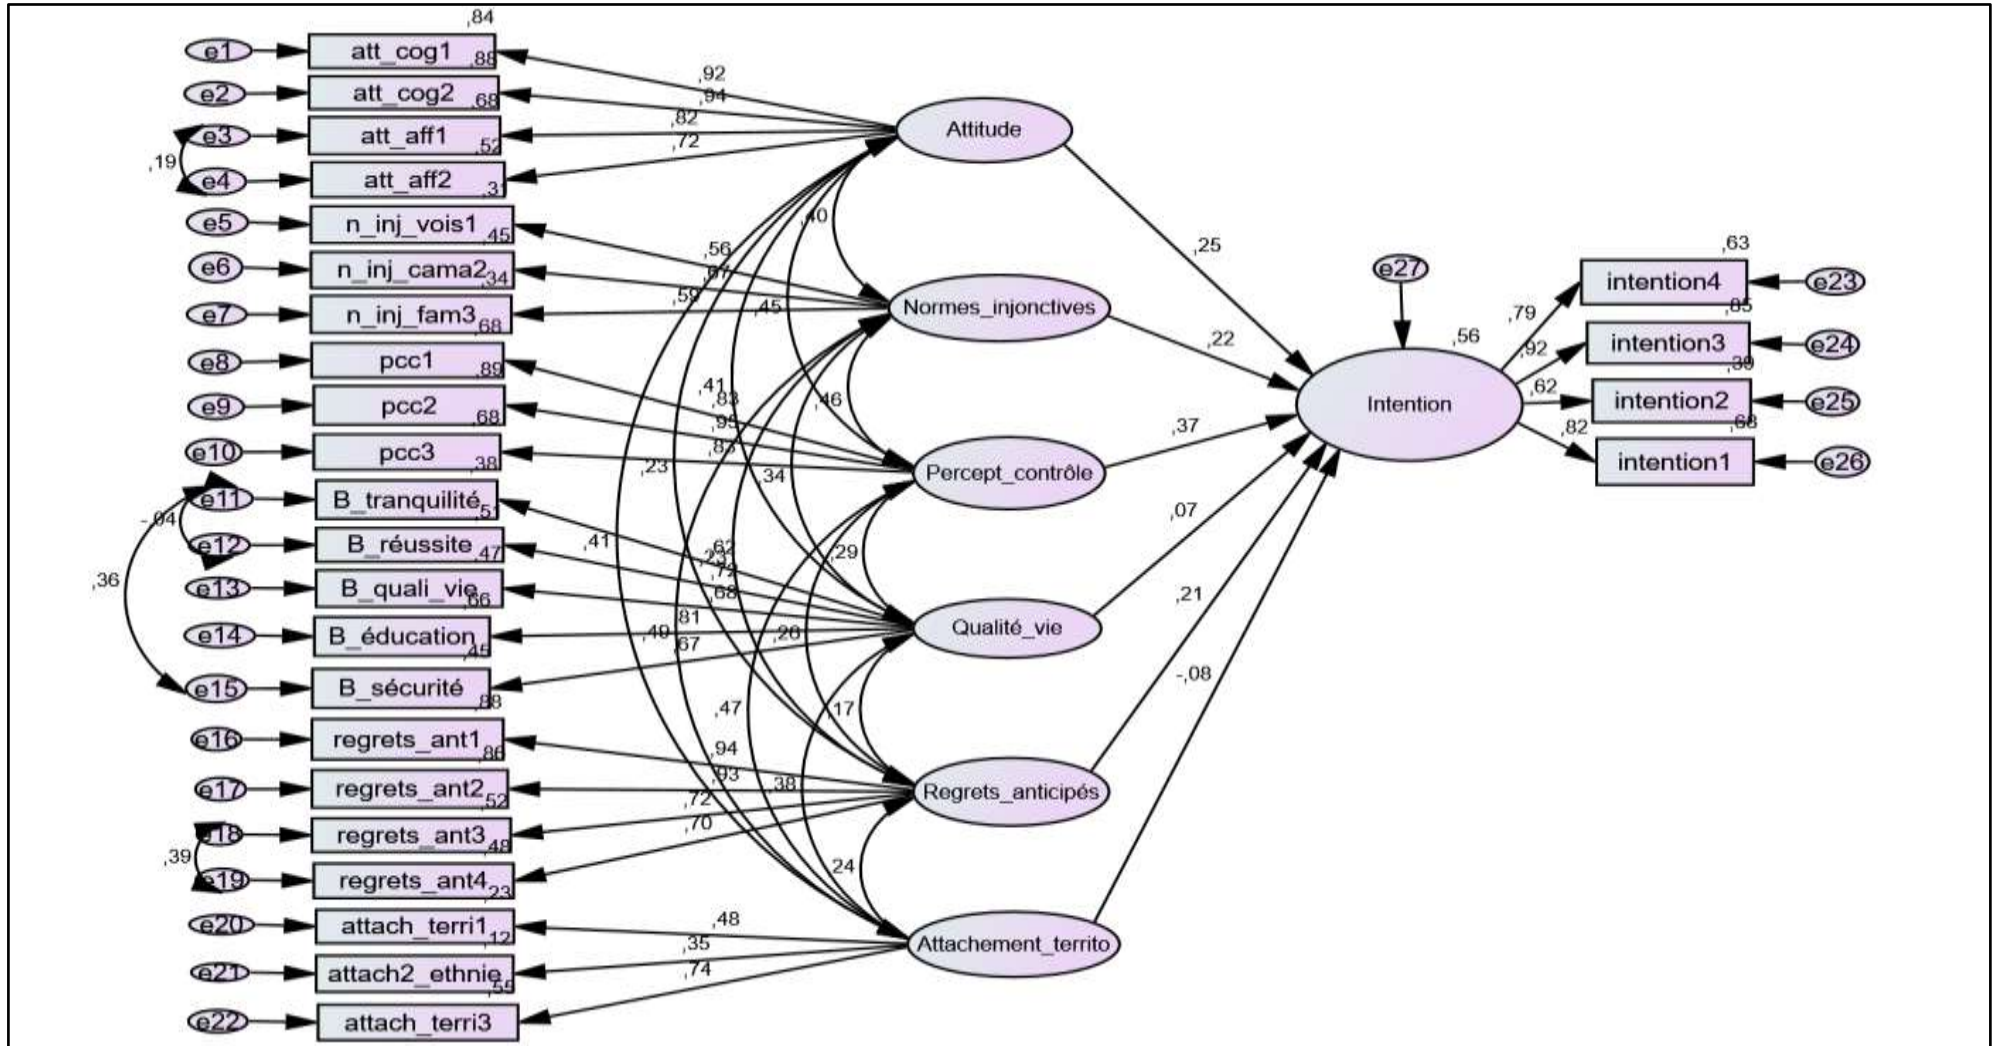 ,84
e1
att_cog1
,88
e2
att_cog2
,68
e3
att_aff1
,52
e4
att_aff2
,19
e5
n_inj_vois1
,45
e6
n_inj_cama2
,34
e7
n_inj_fam3
,68
e8
pcc1
,89
e9
pcc2
,68
e10
pcc3
,38
e11
B_tranquilité
-,04
e12
B_réussite
,47
e13
B_quali_vie
,66
,36
e14
B_éducation
,45
e15
B_sécurité
,88
e16
regrets_ant1
,86
e17
regrets_ant2
,52
e18
regrets_ant3
,48
,39
e19
regrets_ant4
,23
e20
attach_terri1
,12
e21
attach2_ethnie
,55
e22
attach_terri3
,92
,94
,82
,72
,56
,67
,59
,41
,83
,95
,23
,41
,62
,72
,68
,81
,49
,67
,47
,94
,93
,72
,70
,48
,35
,74
,40
,45
,46
,34
,29
,17
,38
,24
Attitude
Normes_injonctives
Percept_contrôle
Qualité_vie
Regrets_anticipés
Attachement_territo
,25
,22
,37
,07
,21
-,08
e27
,56
Intention
,79
,92
,62
,82
,63
intention4
e23
,85
intention3
e24
,39
intention2
e25
,68
intention1
e26